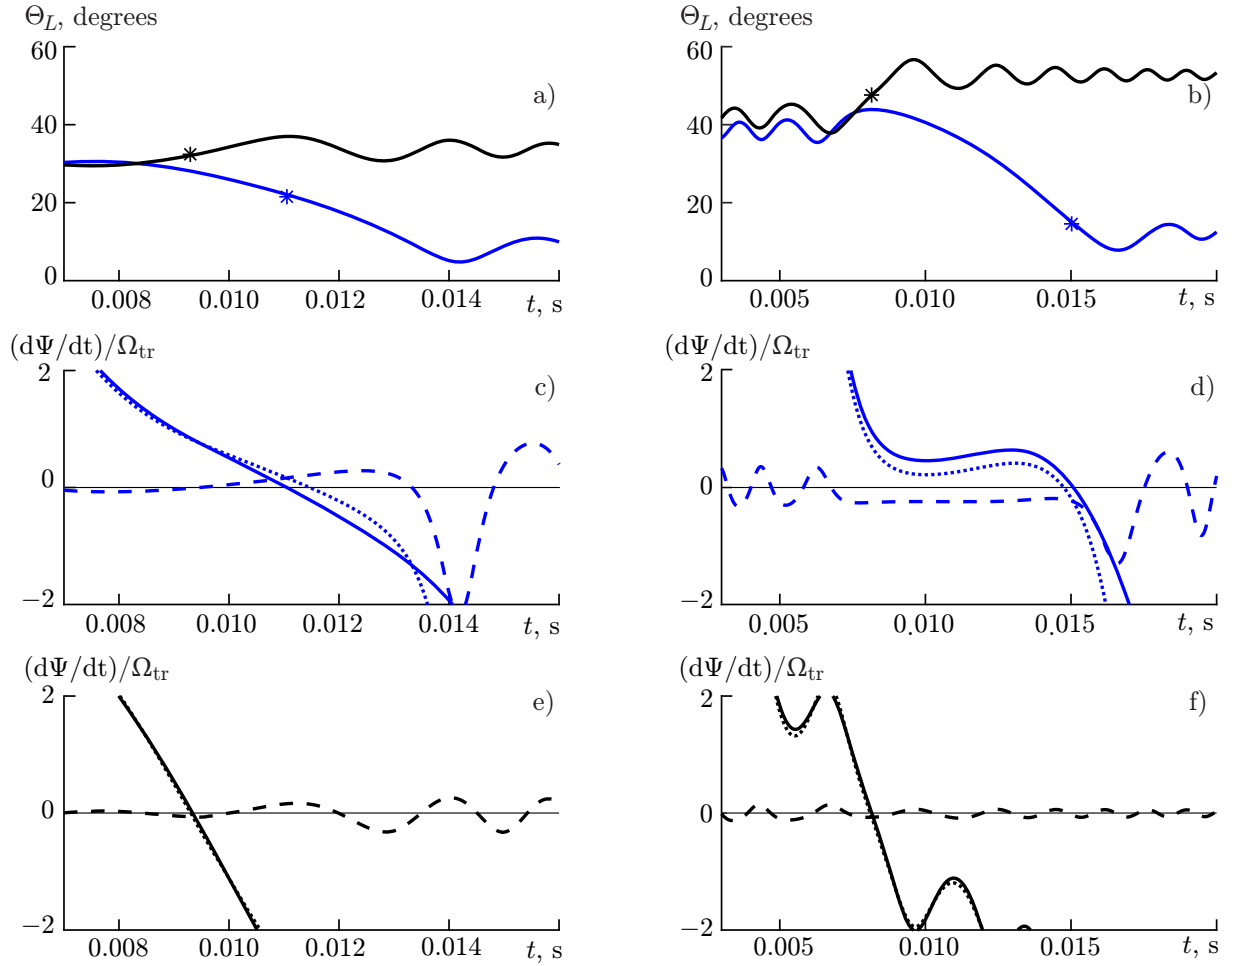 Θ_L, degrees
60
40
20
0
a)
0.008 0.010 0.012 0.014 t, s
Θ_L, degrees
60
40
20
0
b)
0.005 0.010 0.015 t, s
(dΨ/dt)/Ω_tr
2
0
−2
c)
0.008 0.010 0.012 0.014 t, s
(dΨ/dt)/Ω_tr
2
0
−2
d)
0.005 0.010 0.015 t, s
(dΨ/dt)/Ω_tr
2
0
−2
e)
0.008 0.010 0.012 0.014 t, s
(dΨ/dt)/Ω_tr
2
0
−2
f)
0.005 0.010 0.015 t, s